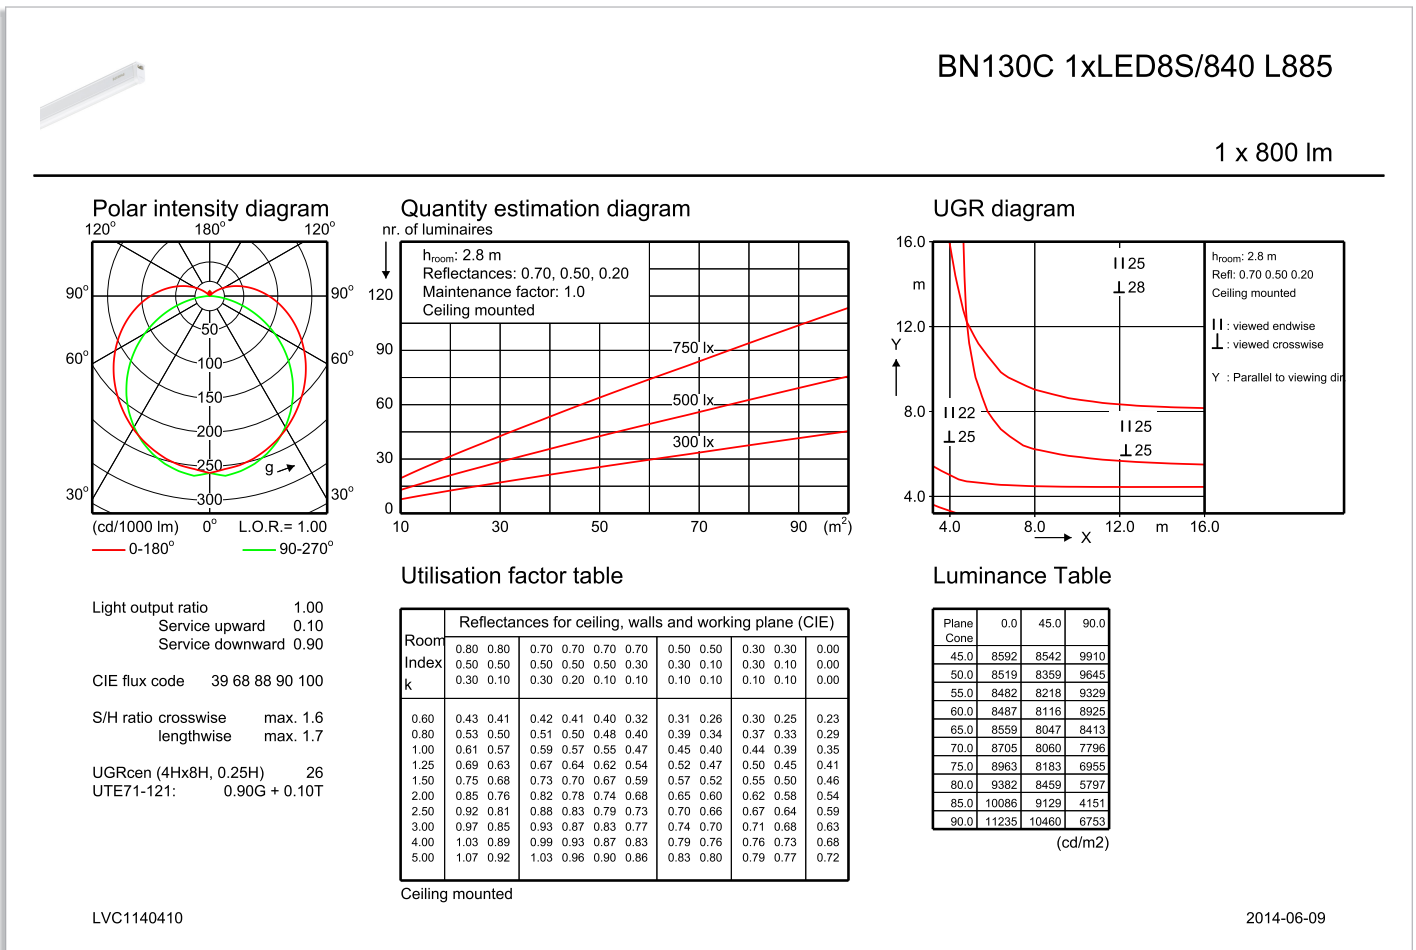 BN130C 1xLED8S/840 L885
1 x 800 lm
Polar intensity diagram
120° 180° 120°
90° 90°
60° 60°
30° 30°
50
100
150
200
250
300
g
(cd/1000 lm) 0° L.O.R.= 1.00
0-180° 90-270°
Light output ratio 1.00
Service upward 0.10
Service downward 0.90
CIE flux code 39 68 88 90 100
S/H ratio crosswise max. 1.6
lengthwise max. 1.7
UGRcen (4Hx8H, 0.25H) 26
UTE71-121: 0.90G + 0.10T
Quantity estimation diagram
nr. of luminaires
hroom: 2.8 m
Reflectances: 0.70, 0.50, 0.20
Maintenance factor: 1.0
Ceiling mounted
120
90
60
30
0
750 lx
500 lx
300 lx
10 30 50 70 90 (m²)
UGR diagram
16.0
m
12.0
Y
8.0
4.0
II 25
⊥ 28
II 22
⊥ 25
II 25
⊥ 25
4.0 8.0 12.0 m 16.0
X
hroom: 2.8 m
Refl: 0.70 0.50 0.20
Ceiling mounted
II : viewed endwise
⊥ : viewed crosswise
Y : Parallel to viewing dir.
Utilisation factor table
Room
Index
k
Reflectances for ceiling, walls and working plane (CIE)
0.80 0.80 0.70 0.70 0.70 0.70 0.50 0.50 0.30 0.30 0.00
0.50 0.50 0.50 0.50 0.50 0.30 0.30 0.10 0.30 0.10 0.00
0.30 0.10 0.30 0.20 0.10 0.10 0.10 0.10 0.10 0.10 0.00
0.60 0.43 0.41 0.42 0.41 0.40 0.32 0.31 0.26 0.30 0.25 0.23
0.80 0.53 0.50 0.51 0.50 0.48 0.40 0.39 0.34 0.37 0.33 0.29
1.00 0.61 0.57 0.59 0.57 0.55 0.47 0.45 0.40 0.44 0.39 0.35
1.25 0.69 0.63 0.67 0.64 0.62 0.54 0.52 0.47 0.50 0.45 0.41
1.50 0.75 0.68 0.73 0.70 0.67 0.59 0.57 0.52 0.55 0.50 0.46
2.00 0.85 0.76 0.82 0.78 0.74 0.68 0.65 0.60 0.62 0.58 0.54
2.50 0.92 0.81 0.88 0.83 0.79 0.73 0.70 0.66 0.67 0.64 0.59
3.00 0.97 0.85 0.93 0.87 0.83 0.77 0.74 0.70 0.71 0.68 0.63
4.00 1.03 0.89 0.99 0.93 0.87 0.83 0.79 0.76 0.76 0.73 0.68
5.00 1.07 0.92 1.03 0.96 0.90 0.86 0.83 0.80 0.79 0.77 0.72
Ceiling mounted
Luminance Table
Plane 0.0 45.0 90.0
Cone
45.0 8592 8542 9910
50.0 8519 8359 9645
55.0 8482 8218 9329
60.0 8487 8116 8925
65.0 8559 8047 8413
70.0 8705 8060 7796
75.0 8963 8183 6955
80.0 9382 8459 5797
85.0 10086 9129 4151
90.0 11235 10460 6753
(cd/m2)
LVC1140410
2014-06-09